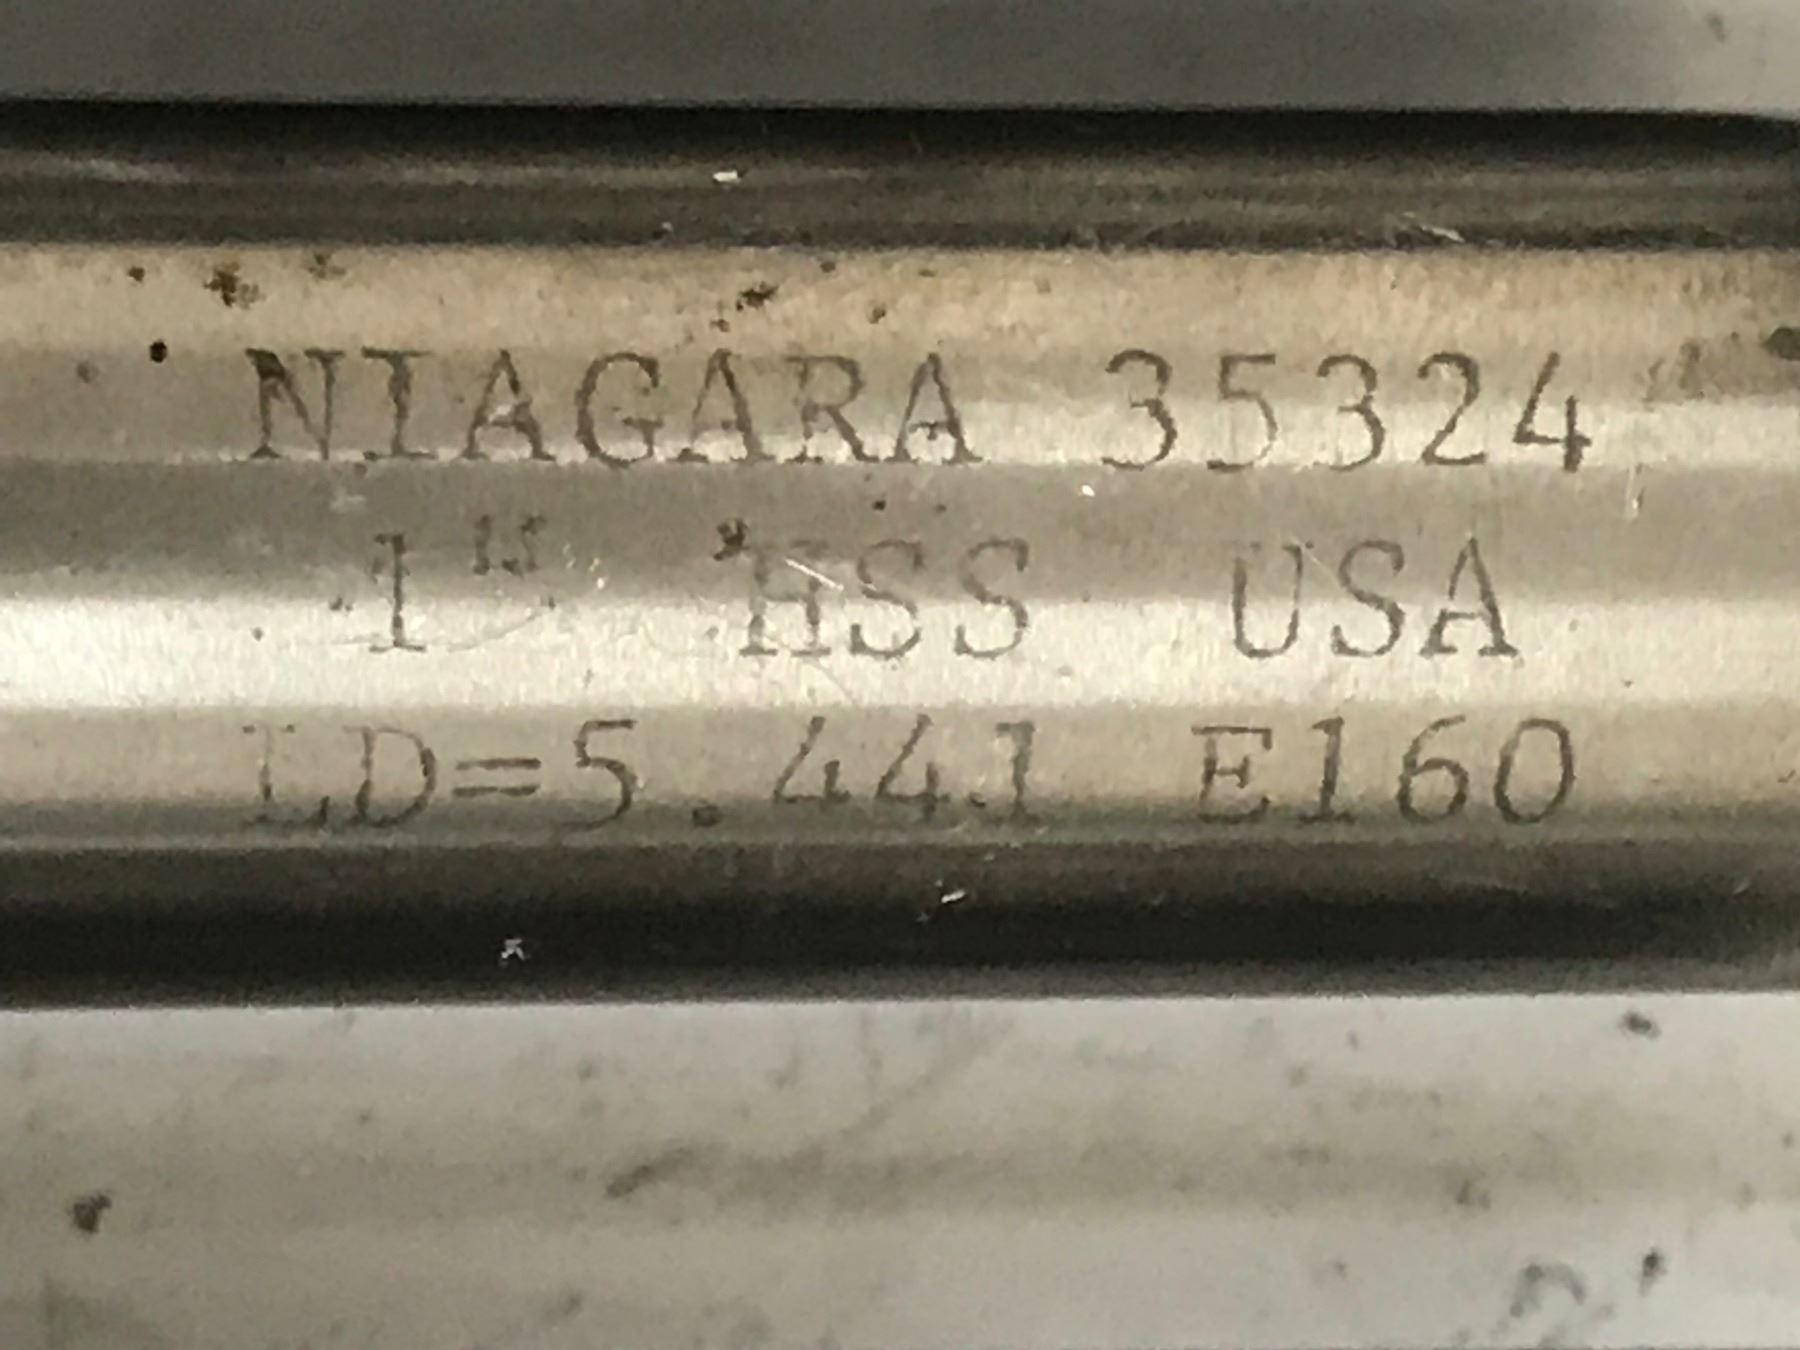 NIAGARA 35324
1" HSS USA
LD=5.441 E160